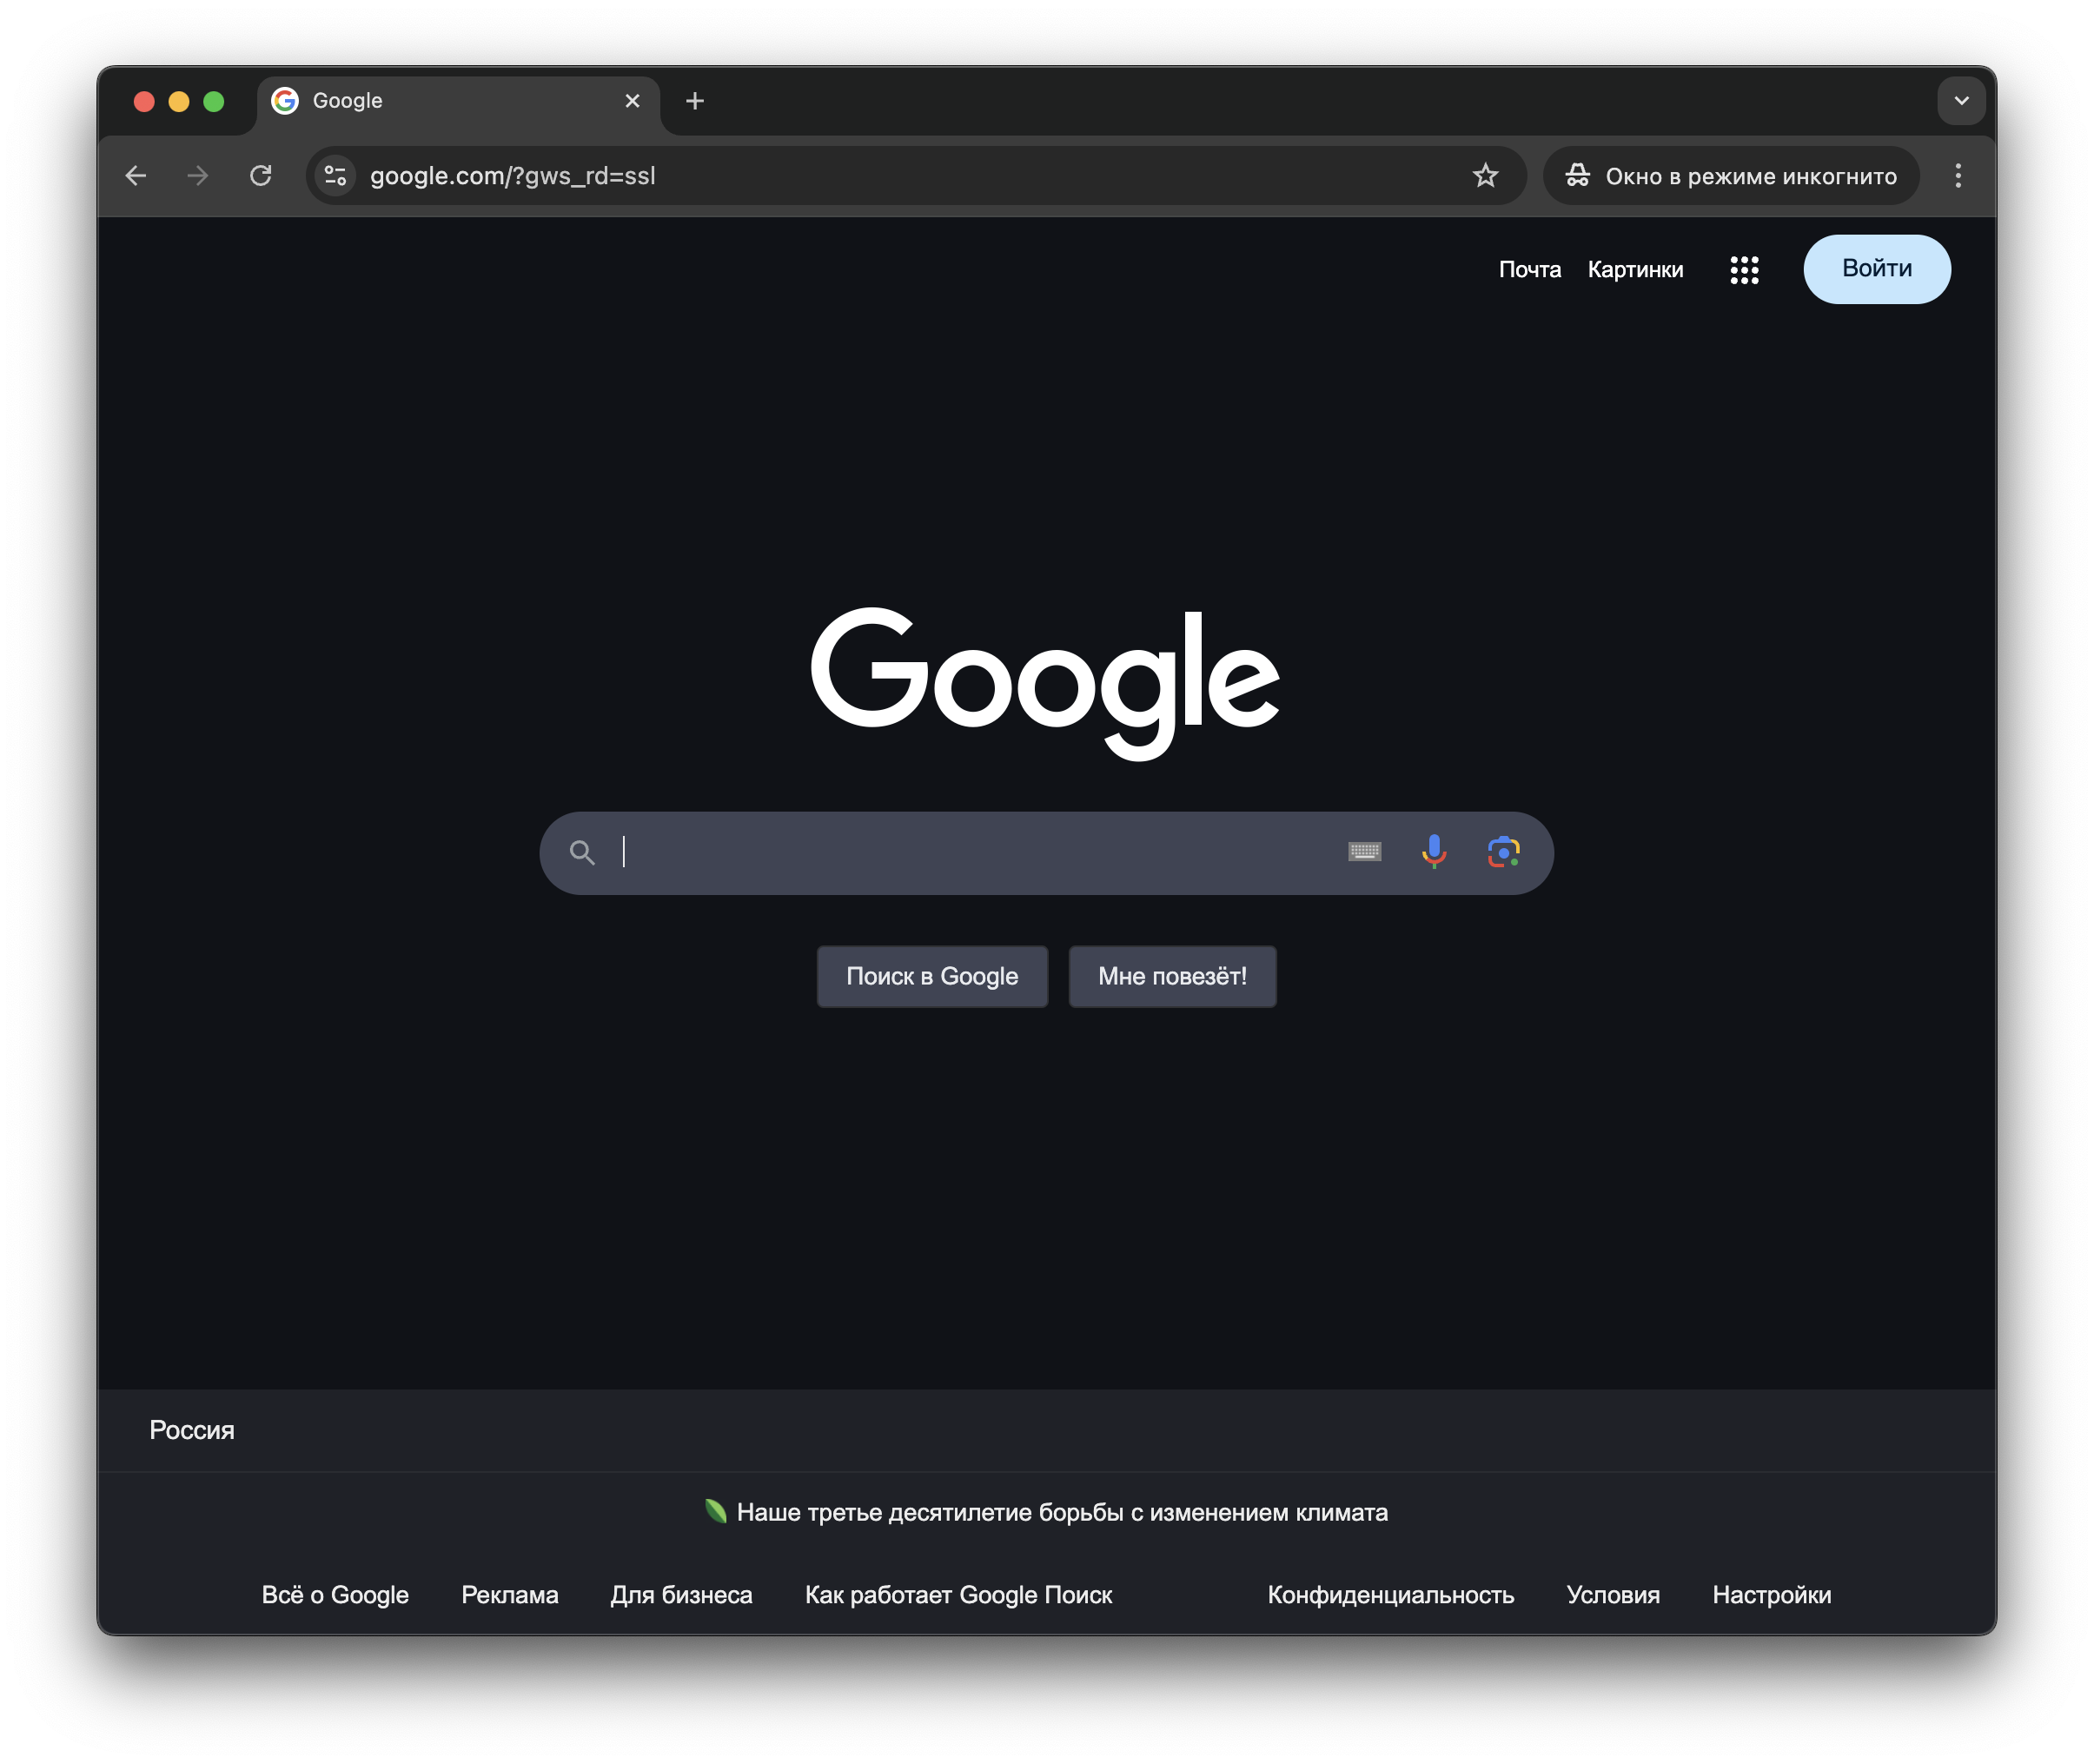 Google
google.com/?gws_rd=ssl
Окно в режиме инкогнито
Почта Картинки Войти
Google
Поиск в Google Мне повезёт!
Россия
Наше третье десятилетие борьбы с изменением климата
Всё о Google Реклама Для бизнеса Как работает Google Поиск Конфиденциальность Условия Настройки